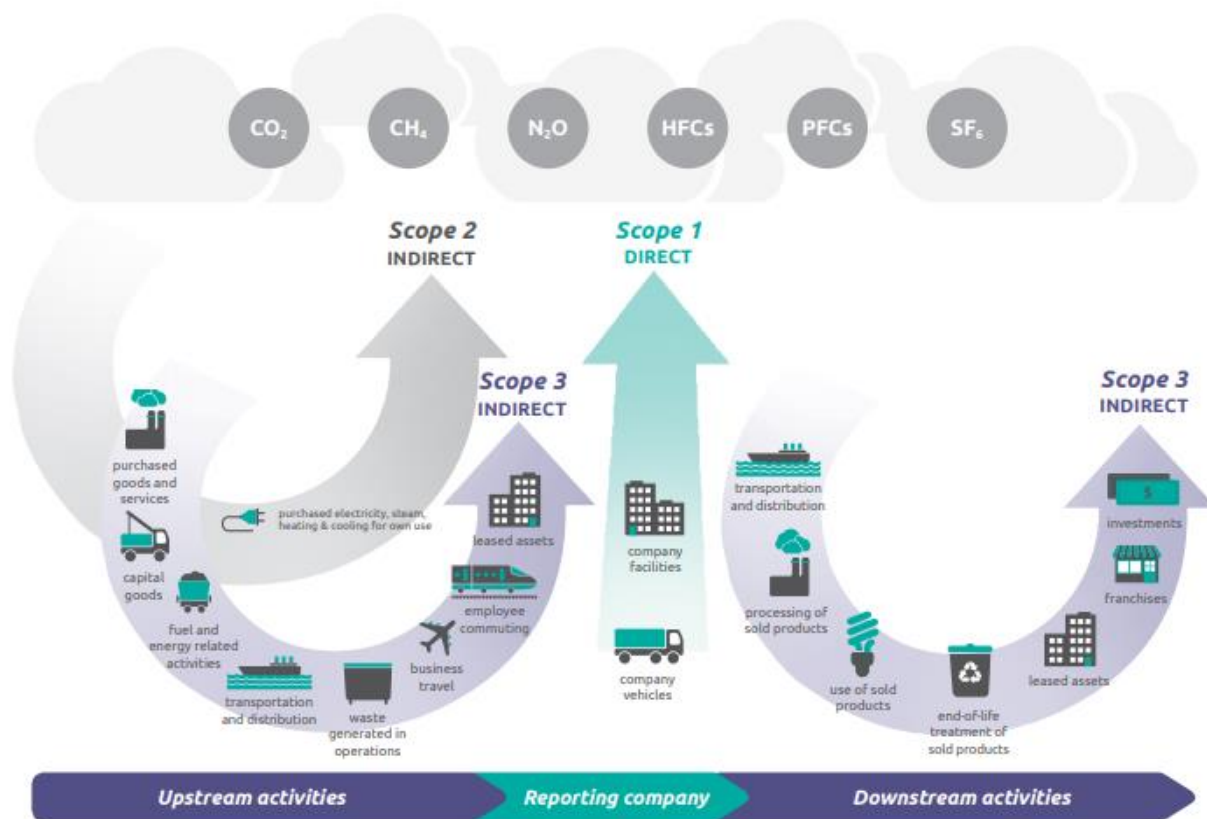 CO₂
CH₄
N₂O
HFCs
PFCs
SF₆
Scope 2
INDIRECT
Scope 1
DIRECT
Scope 3
INDIRECT
Scope 3
INDIRECT
purchased
goods and
services
capital
goods
fuel and
energy related
activities
purchased electricity, steam,
heating & cooling for own use
transportation
and distribution
waste
generated in
operations
business
travel
employee
commuting
leased assets
company
facilities
company
vehicles
transportation
and distribution
processing of
sold products
use of sold
products
end-of-life
treatment of
sold products
leased assets
franchises
investments
$
Upstream activities
Reporting company
Downstream activities